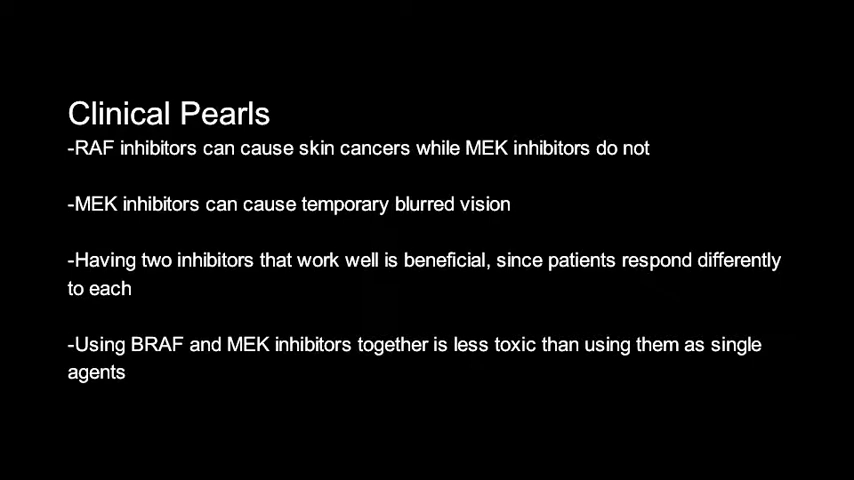 Clinical Pearls
-RAF inhibitors can cause skin cancers while MEK inhibitors do not
-MEK inhibitors can cause temporary blurred vision
-Having two inhibitors that work well is beneficial, since patients respond differently
to each
-Using BRAF and MEK inhibitors together is less toxic than using them as single
agents